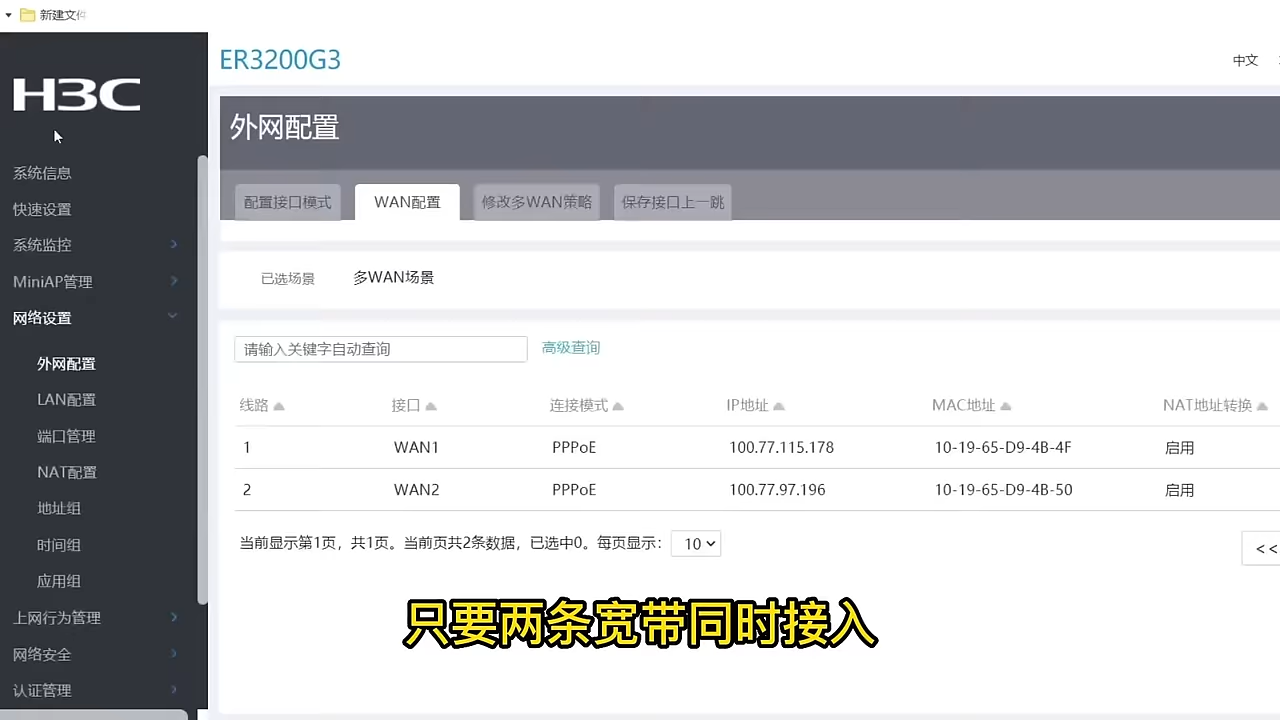 新建文件
ER3200G3
中文
H3C
外网配置
系统信息
快速设置
系统监控
MiniAP管理
网络设置
外网配置
LAN配置
端口管理
NAT配置
地址组
时间组
应用组
上网行为管理
网络安全
认证管理
配置接口模式 WAN配置 修改多WAN策略 保存接口上一跳
已选场景 多WAN场景
请输入关键字自动查询 高级查询
线路 接口 连接模式 IP地址 MAC地址 NAT地址转换
1 WAN1 PPPoE 100.77.115.178 10-19-65-D9-4B-4F 启用
2 WAN2 PPPoE 100.77.97.196 10-19-65-D9-4B-50 启用
当前显示第1页，共1页。当前页共2条数据，已选中0。每页显示： 10
<<
只要两条宽带同时接入